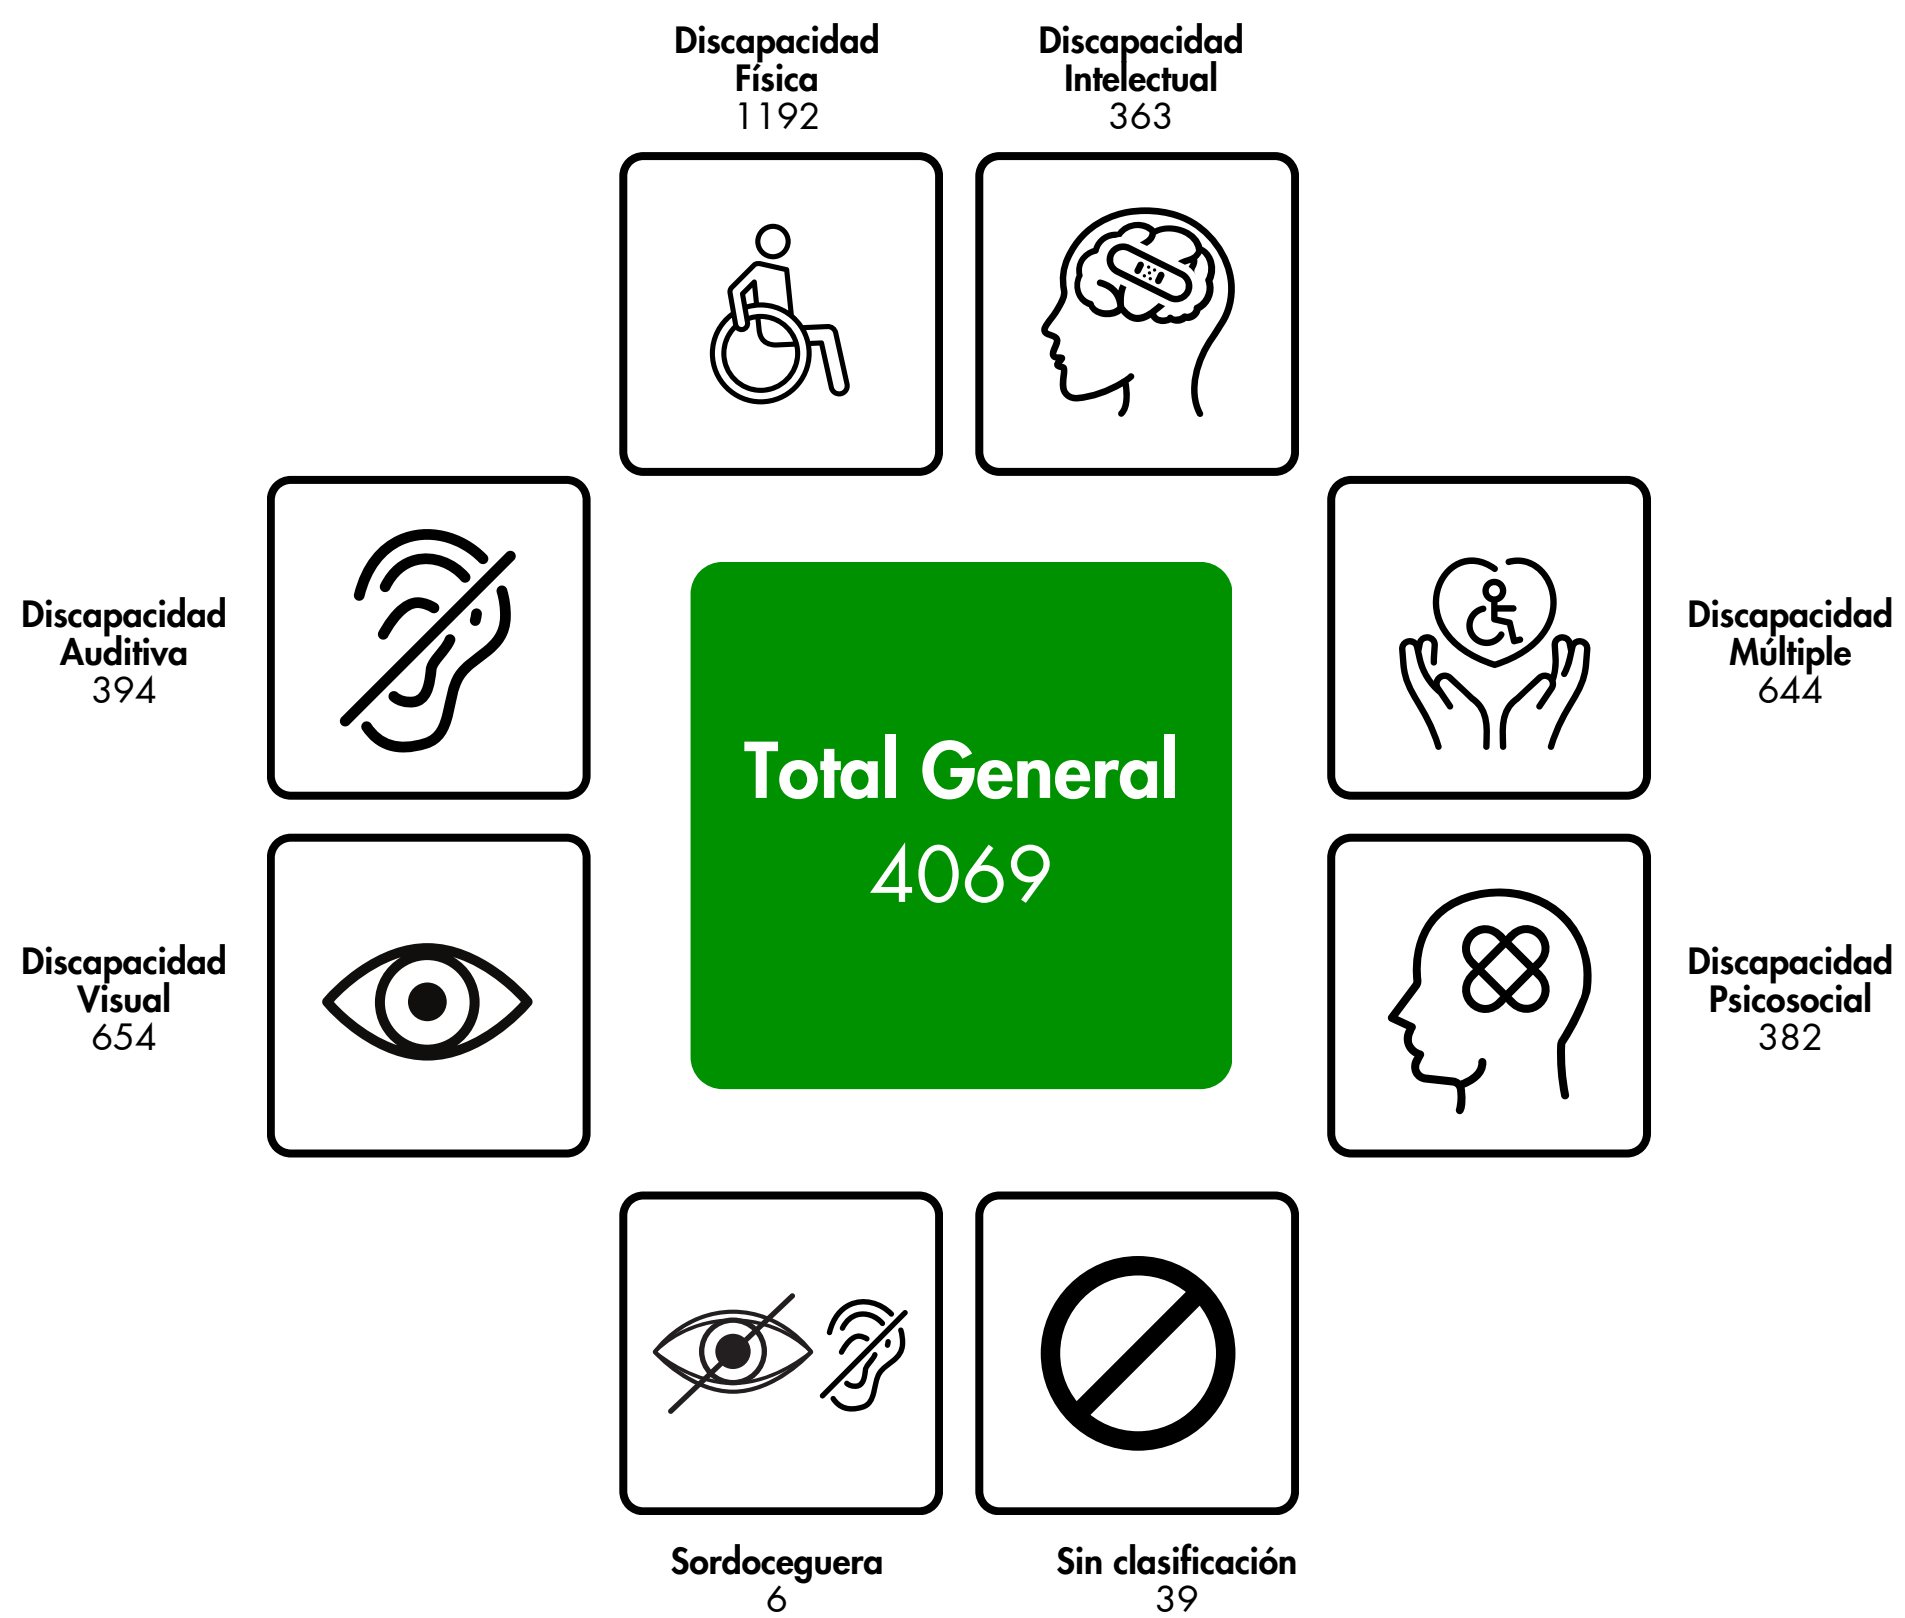 Discapacidad
Física
1192
Discapacidad
Intelectual
363
Discapacidad
Auditiva
394
Discapacidad
Múltiple
644
Total General
4069
Discapacidad
Visual
654
Discapacidad
Psicosocial
382
Sordoceguera
6
Sin clasificación
39